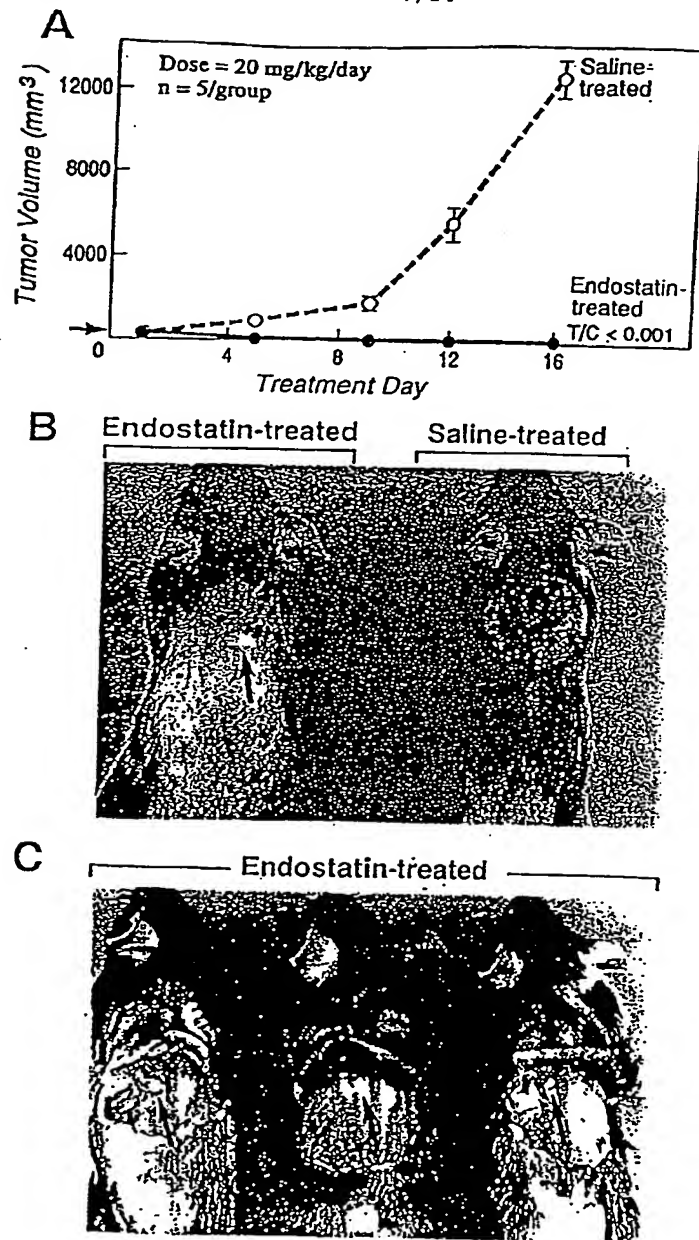 A
Tumor Volume (mm3)
12000
8000
4000
0
Dose = 20 mg/kg/day
n = 5/group
Saline-
treated
Endostatin-
treated
T/C < 0.001
4
8
12
16
Treatment Day
B
Endostatin-treated
Saline-treated
C
Endostatin-treated